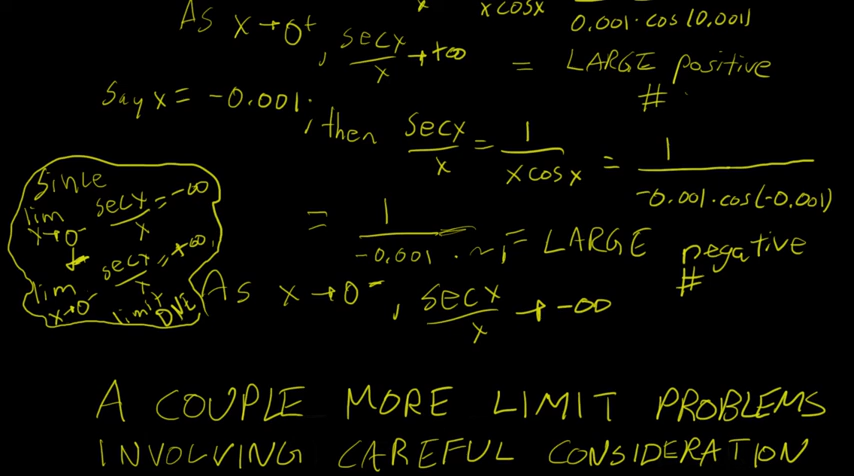 As x→0⁺, secx/x → +∞
x xcosx 0.001·cos(0.001)
= LARGE positive #
Say x = -0.001, then secx/x = 1/(x cosx) = 1/(-0.001·cos(-0.001))
= 1/(-0.001·~1) = LARGE negative #
Since
lim x→0⁻ secx/x = -∞
lim x→0⁻ secx/x = +∞,
limit DNE
As x→0⁻, secx/x → -∞
A COUPLE MORE LIMIT PROBLEMS
INVOLVING CAREFUL CONSIDERATION